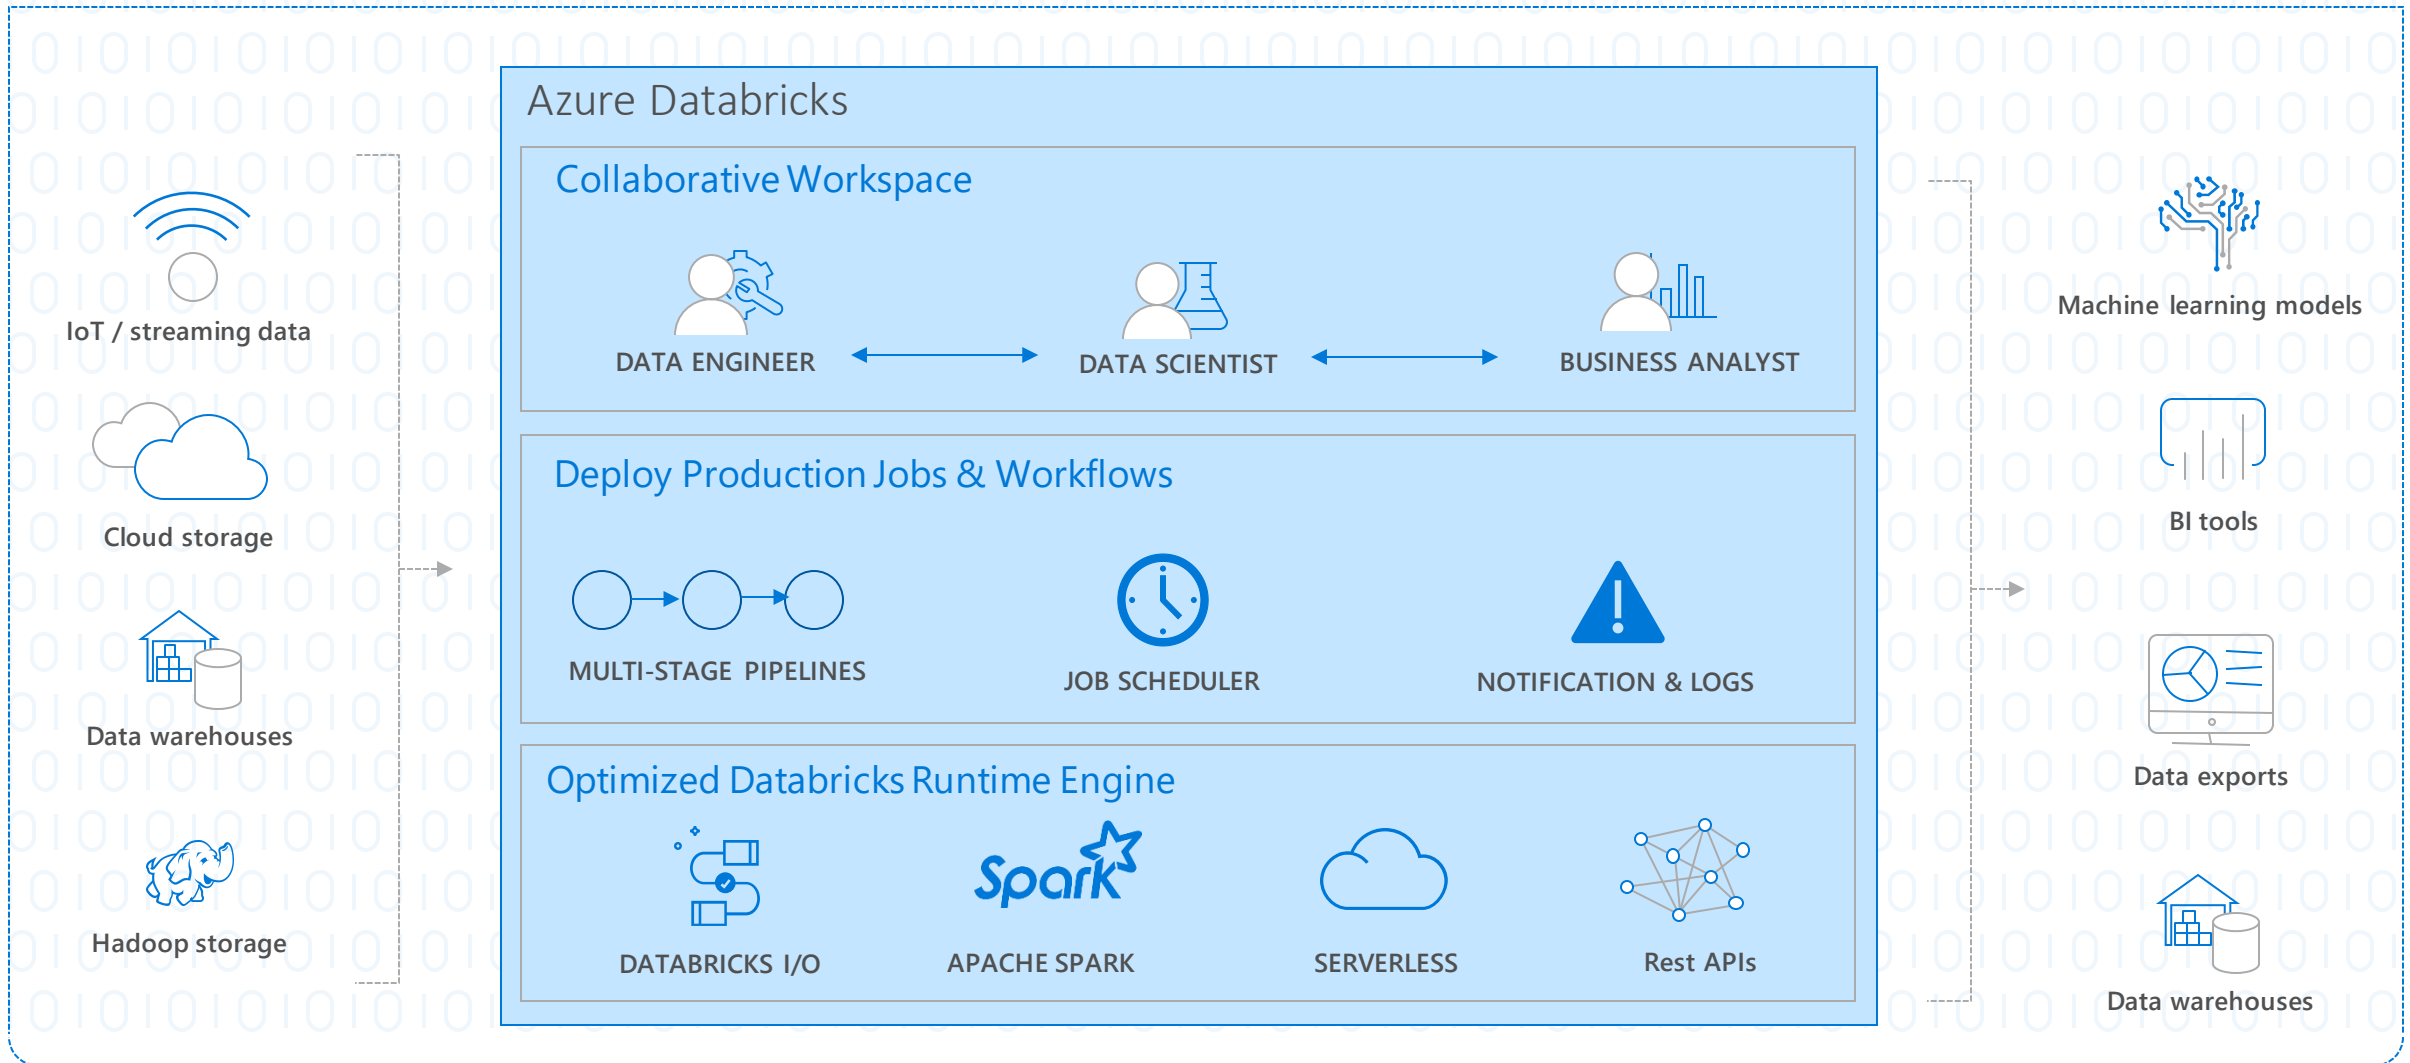 Azure Databricks
Collaborative Workspace
DATA ENGINEER
DATA SCIENTIST
BUSINESS ANALYST
Deploy Production Jobs & Workflows
MULTI-STAGE PIPELINES
JOB SCHEDULER
NOTIFICATION & LOGS
Optimized Databricks Runtime Engine
Spark
DATABRICKS I/O
APACHE SPARK
SERVERLESS
Rest APIs
IoT / streaming data
Cloud storage
Data warehouses
Hadoop storage
Machine learning models
BI tools
Data exports
Data warehouses